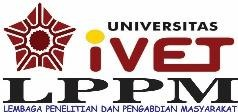 UNIVERSITAS
iVET
LPPM
LEMBAGA PENELITIAN DAN PENGABDIAN MASYARAKAT